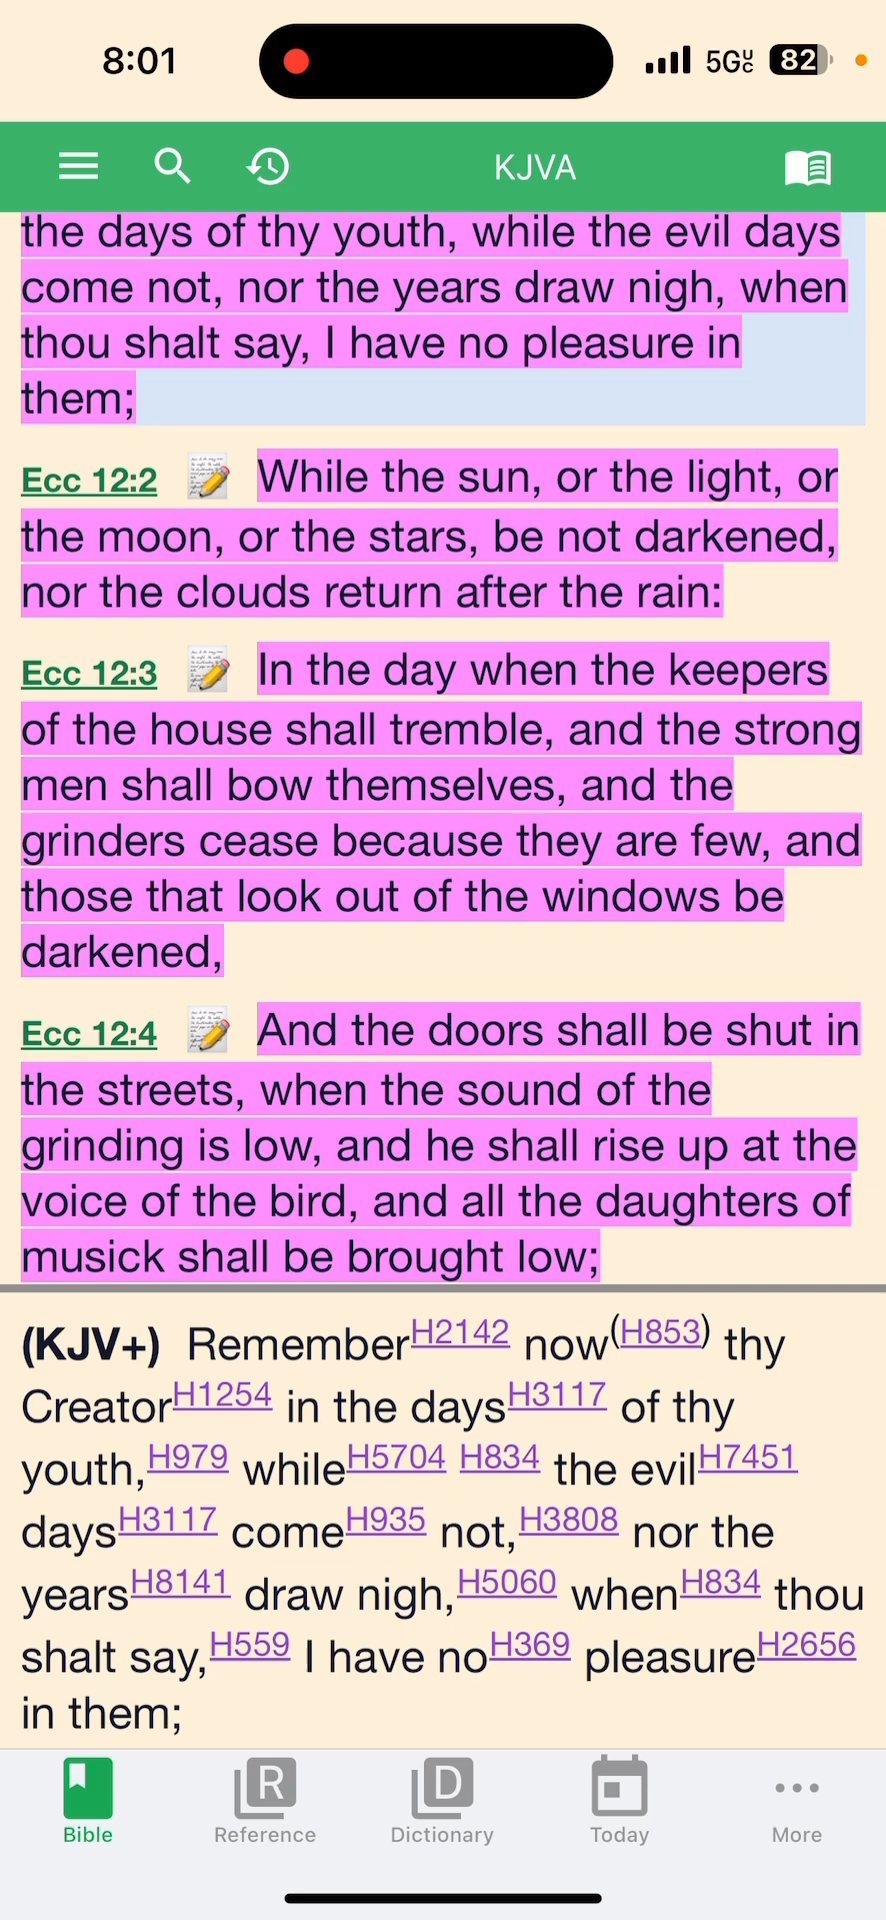 8:01
5GUC 82
KJVA
the days of thy youth, while the evil days
come not, nor the years draw nigh, when
thou shalt say, I have no pleasure in
them;
Ecc 12:2 While the sun, or the light, or
the moon, or the stars, be not darkened,
nor the clouds return after the rain:
Ecc 12:3 In the day when the keepers
of the house shall tremble, and the strong
men shall bow themselves, and the
grinders cease because they are few, and
those that look out of the windows be
darkened,
Ecc 12:4 And the doors shall be shut in
the streets, when the sound of the
grinding is low, and he shall rise up at the
voice of the bird, and all the daughters of
musick shall be brought low;
(KJV+) RememberH2142 now(H853) thy
CreatorH1254 in the daysH3117 of thy
youth,H979 whileH5704 H834 the evilH7451
daysH3117 comeH935 not,H3808 nor the
yearsH8141 draw nigh,H5060 whenH834 thou
shalt say,H559 I have noH369 pleasureH2656
in them;
R D
Bible Reference Dictionary Today More